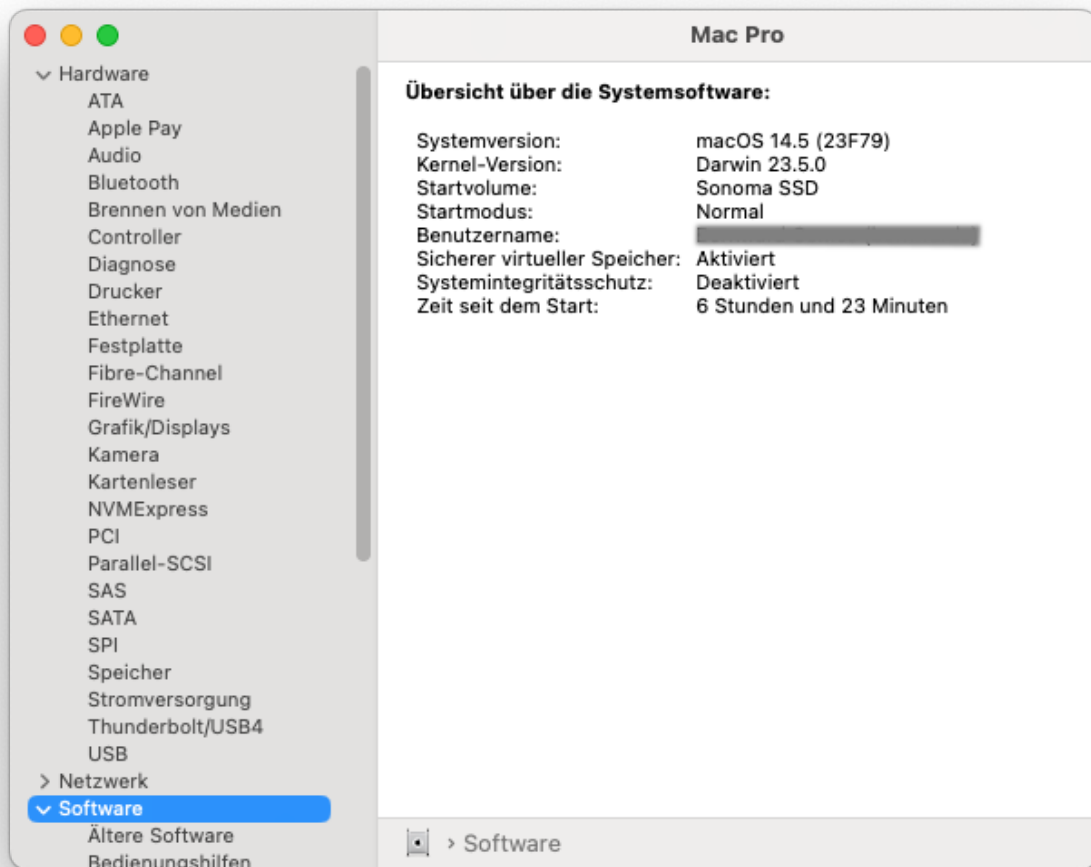 Mac Pro
Hardware
ATA
Apple Pay
Audio
Bluetooth
Brennen von Medien
Controller
Diagnose
Drucker
Ethernet
Festplatte
Fibre-Channel
FireWire
Grafik/Displays
Kamera
Kartenleser
NVMExpress
PCI
Parallel-SCSI
SAS
SATA
SPI
Speicher
Stromversorgung
Thunderbolt/USB4
USB
Netzwerk
Software
Ältere Software
Bedienungshilfen
Übersicht über die Systemsoftware:
Systemversion: macOS 14.5 (23F79)
Kernel-Version: Darwin 23.5.0
Startvolume: Sonoma SSD
Startmodus: Normal
Benutzername:
Sicherer virtueller Speicher: Aktiviert
Systemintegritätsschutz: Deaktiviert
Zeit seit dem Start: 6 Stunden und 23 Minuten
› Software